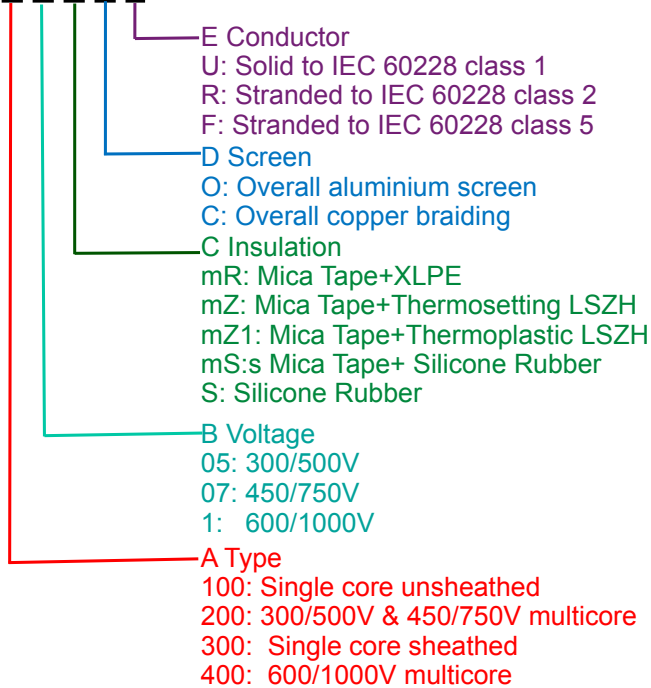 E Conductor
U: Solid to IEC 60228 class 1
R: Stranded to IEC 60228 class 2
F: Stranded to IEC 60228 class 5
D Screen
O: Overall aluminium screen
C: Overall copper braiding
C Insulation
mR: Mica Tape+XLPE
mZ: Mica Tape+Thermosetting LSZH
mZ1: Mica Tape+Thermoplastic LSZH
mS:s Mica Tape+ Silicone Rubber
S: Silicone Rubber
B Voltage
05: 300/500V
07: 450/750V
1: 600/1000V
A Type
100: Single core unsheathed
200: 300/500V & 450/750V multicore
300: Single core sheathed
400: 600/1000V multicore